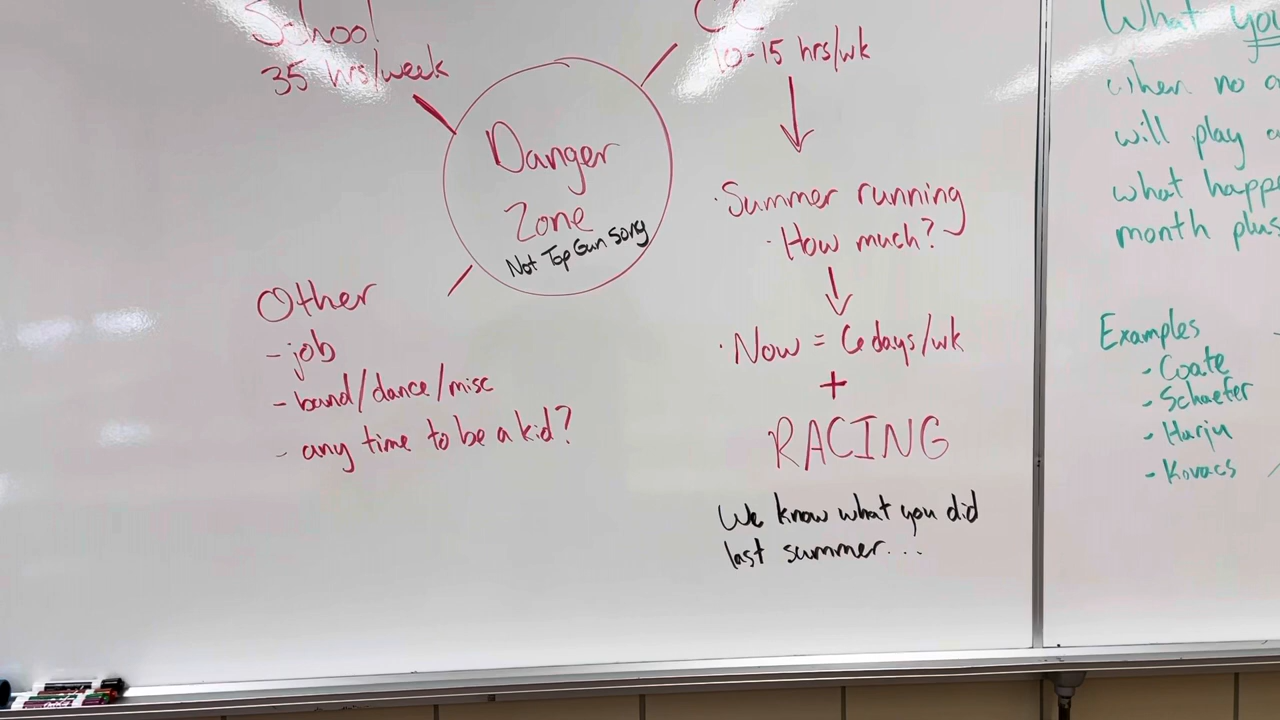 School
35 hrs/week
CC
10-15 hrs/wk
Danger
Zone
Not Top Gun Song
· Summer running
· How much?
· Now = 6 days/wk
+
RACING
We know what you did
last summer...
Other
- job
- band/dance/misc
- any time to be a kid?
What you
when no
will play
what happe
month plus
Examples
- Coate
- Schaefer
- Harju
- Kovacs